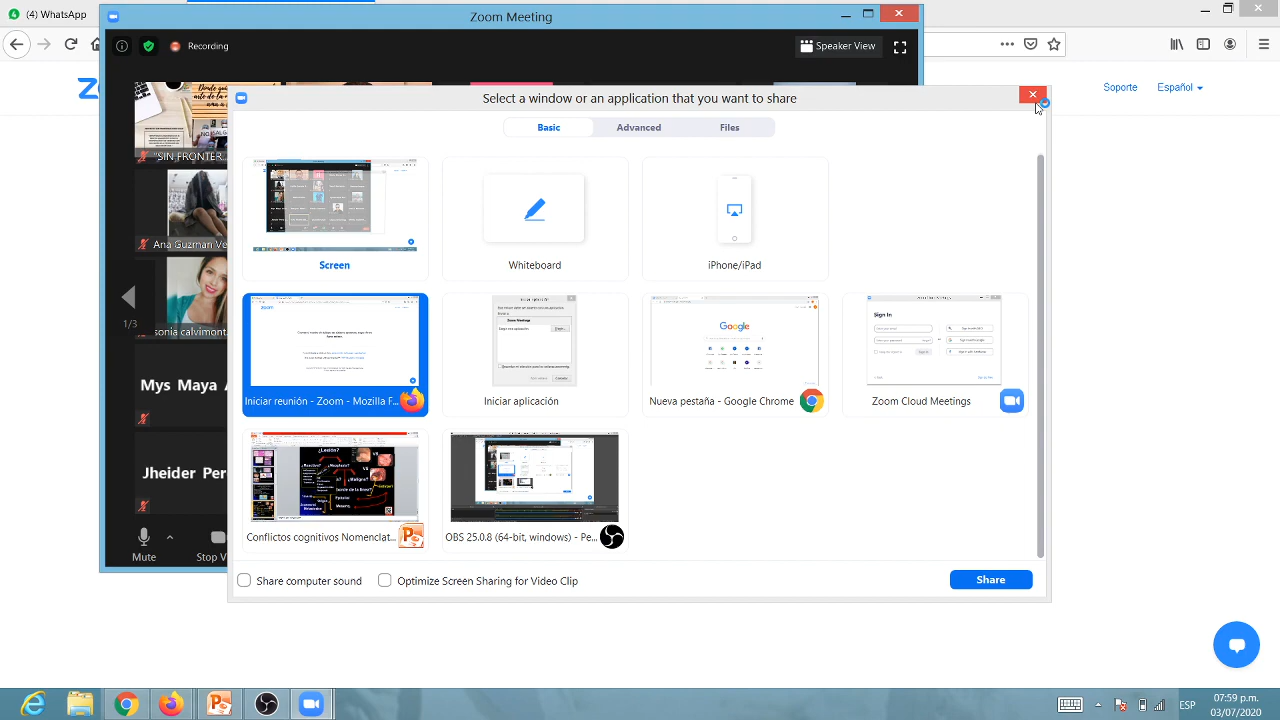 (4) WhatsApp
Zoom Meeting
Recording
Speaker View
Soporte
Español
Select a window or an application that you want to share
Basic
Advanced
Files
"SIN FRONTER...
Screen
Whiteboard
iPhone/iPad
Ana Guzman Ve
1/3
sonia calvimont
Sign In
Google
Iniciar reunión - Zoom - Mozilla F...
Iniciar aplicación
Nueva pestaña - Google Chrome
Zoom Cloud Meetings
Mys Maya A
¿Lesión?
Jheider Per
Conflictos cognitivos Nomenclat...
OBS 25.0.8 (64-bit, windows) - Pe...
Mute
Stop V
Share computer sound
Optimize Screen Sharing for Video Clip
Share
ESP
07:59 p.m.
03/07/2020